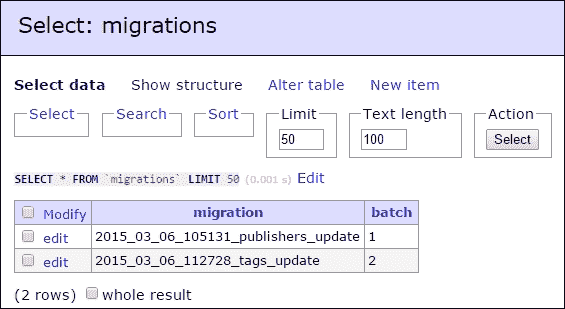 Select: migrations
Select data Show structure Alter table New item
Select Search Sort Limit Text length Action
50 100 Select
SELECT * FROM `migrations` LIMIT 50 (0.001 s) Edit
Modify migration batch
edit 2015_03_06_105131_publishers_update 1
edit 2015_03_06_112728_tags_update 2
(2 rows) whole result